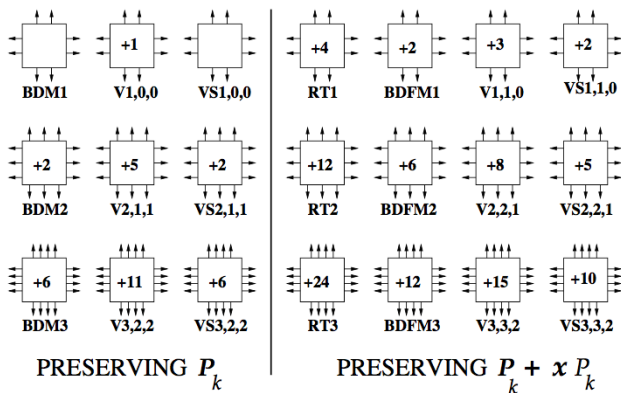 +1 +4 +2 +3 +2
BDM1 V1,0,0 VS1,0,0 RT1 BDFM1 V1,1,0 VS1,1,0
+2 +5 +2 +12 +6 +8 +5
BDM2 V2,1,1 VS2,1,1 RT2 BDFM2 V2,2,1 VS2,2,1
+6 +11 +6 +24 +12 +15 +10
BDM3 V3,2,2 VS3,2,2 RT3 BDFM3 V3,3,2 VS3,3,2
PRESERVING P_k PRESERVING P_k + x P_k